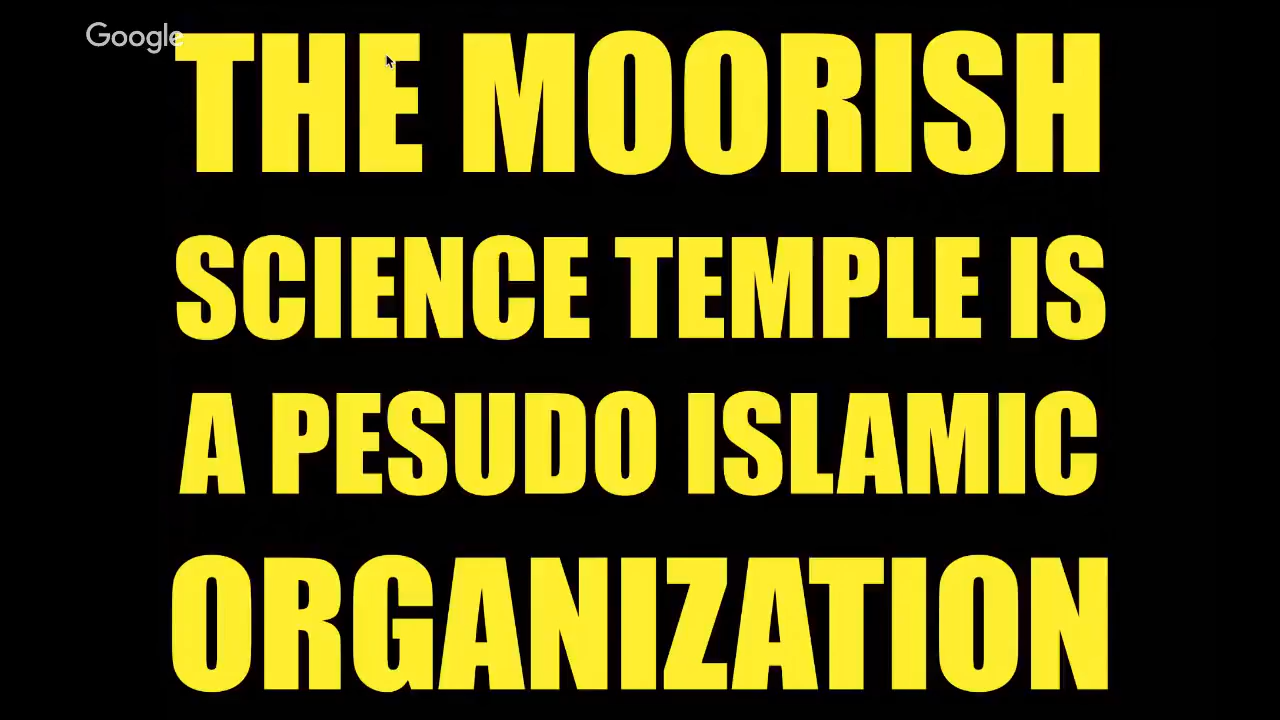 Google
THE MOORISH
SCIENCE TEMPLE IS
A PESUDO ISLAMIC
ORGANIZATION